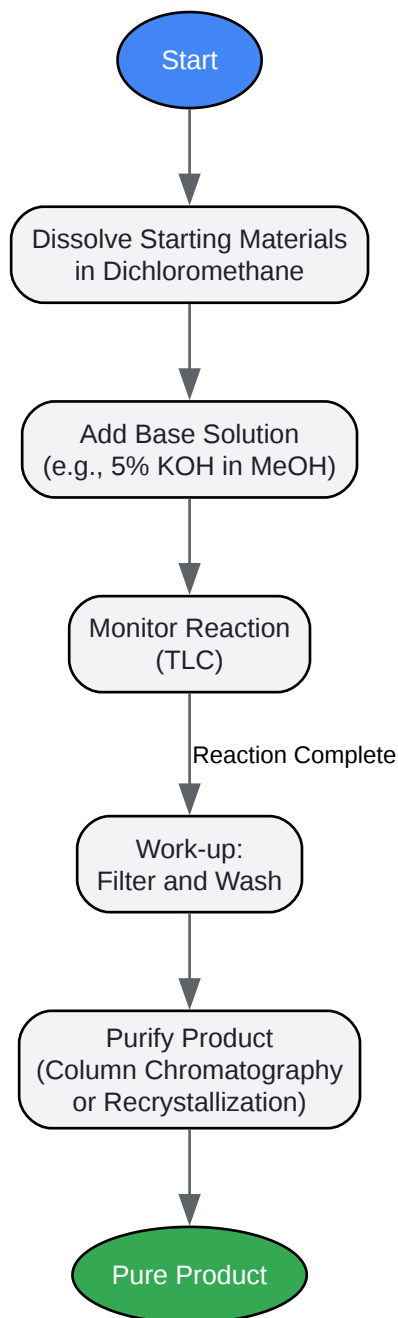 Start
Dissolve Starting Materials
in Dichloromethane
Add Base Solution
(e.g., 5% KOH in MeOH)
Monitor Reaction
(TLC)
Reaction Complete
Work-up:
Filter and Wash
Purify Product
(Column Chromatography
or Recrystallization)
Pure Product